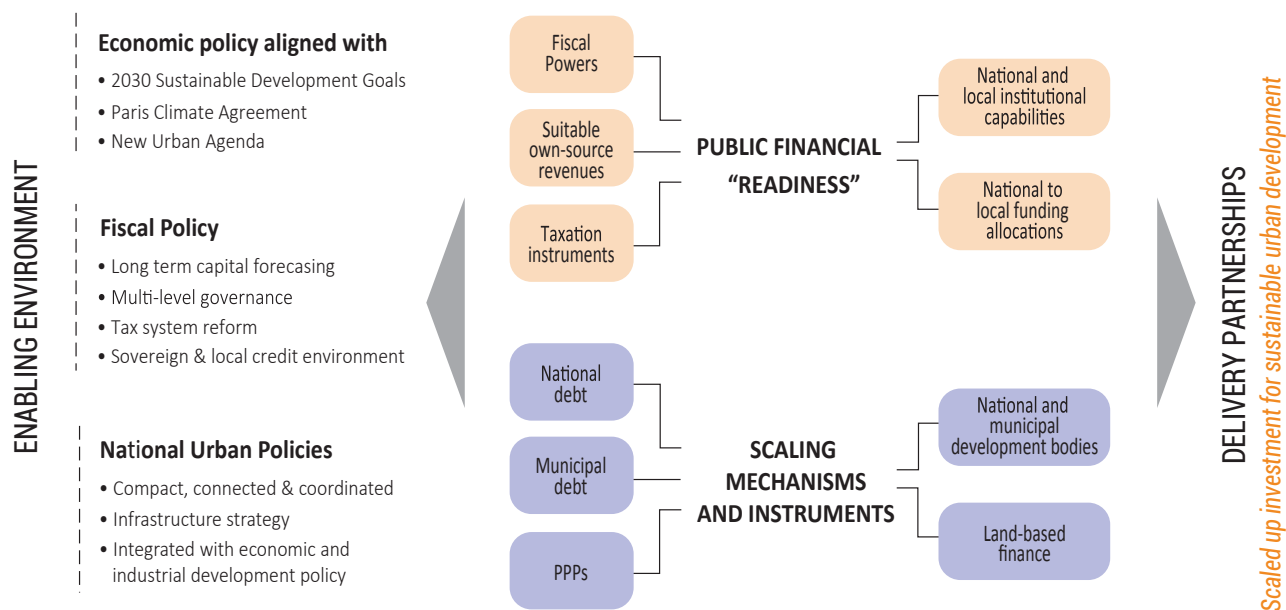 ENABLING ENVIRONMENT
Economic policy aligned with
• 2030 Sustainable Development Goals
• Paris Climate Agreement
• New Urban Agenda
Fiscal Policy
• Long term capital forecasing
• Multi-level governance
• Tax system reform
• Sovereign & local credit environment
National Urban Policies
• Compact, connected & coordinated
• Infrastructure strategy
• Integrated with economic and
industrial development policy
Fiscal
Powers
Suitable
own-source
revenues
Taxation
instruments
PUBLIC FINANCIAL
“READINESS”
National and
local institutional
capabilities
National to
local funding
allocations
National
debt
Municipal
debt
PPPs
SCALING
MECHANISMS
AND INSTRUMENTS
National and
municipal
development bodies
Land-based
finance
DELIVERY PARTNERSHIPS
Scaled up investment for sustainable urban development